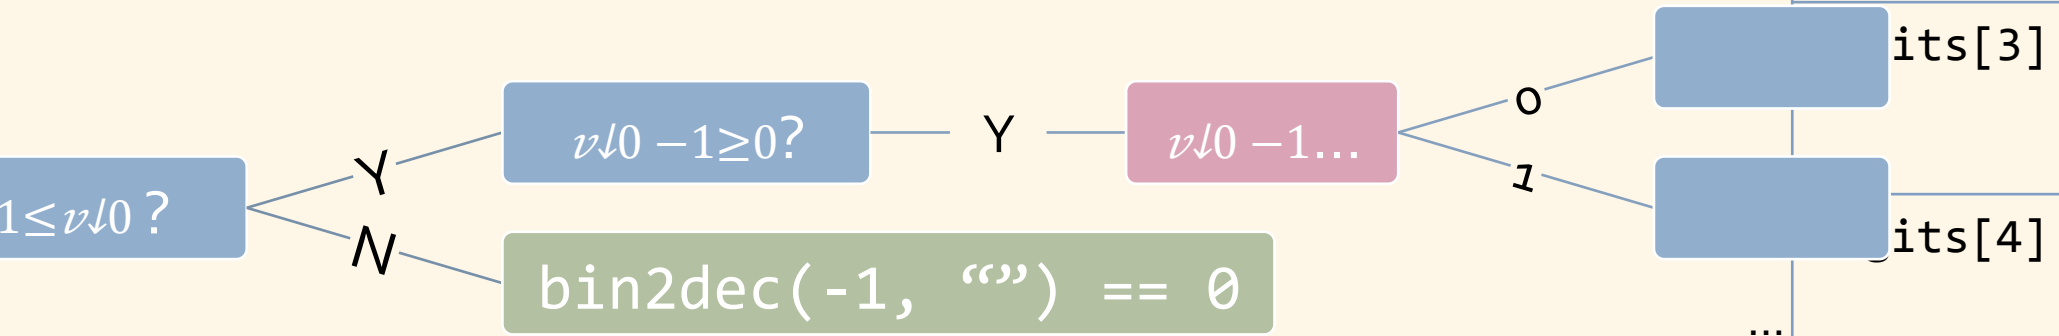 1≤𝑣↓0 ?
Y
N
𝑣↓0 −1≥0?
bin2dec(-1, “”) == 0
Y
𝑣↓0 −1...
0
1
its[3]
its[4]
...